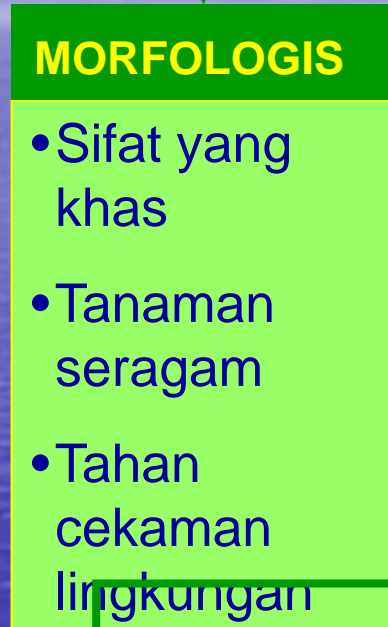 MORFOLOGIS
•Sifat yang
khas
•Tanaman
seragam
•Tahan
cekaman
lingkungan